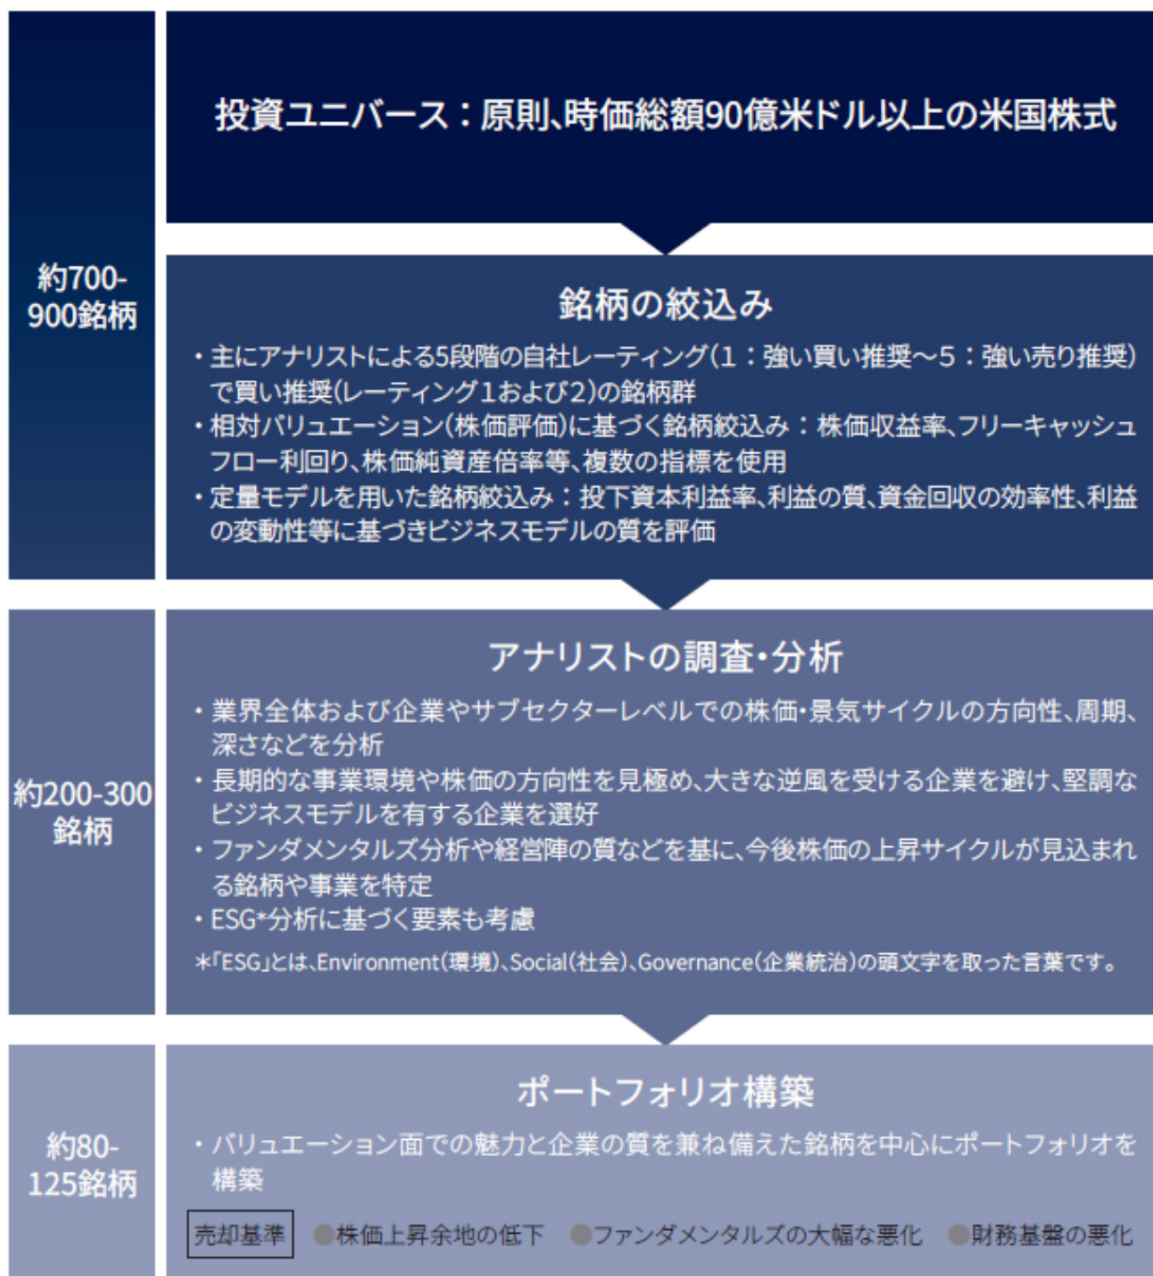 投資ユニバース：原則、時価総額90億米ドル以上の米国株式
約700-
900銘柄
銘柄の絞込み
・主にアナリストによる5段階の自社レーティング(１：強い買い推奨～５：強い売り推奨)
で買い推奨(レーティング１および２)の銘柄群
・相対バリュエーション(株価評価)に基づく銘柄絞込み：株価収益率、フリーキャッシュ
フロー利回り、株価純資産倍率等、複数の指標を使用
・定量モデルを用いた銘柄絞込み：投下資本利益率、利益の質、資金回収の効率性、利益
の変動性等に基づきビジネスモデルの質を評価
約200-300
銘柄
アナリストの調査・分析
・業界全体および企業やサブセクターレベルでの株価・景気サイクルの方向性、周期、
深さなどを分析
・長期的な事業環境や株価の方向性を見極め、大きな逆風を受ける企業を避け、堅調な
ビジネスモデルを有する企業を選好
・ファンダメンタルズ分析や経営陣の質などを基に、今後株価の上昇サイクルが見込まれ
る銘柄や事業を特定
・ESG*分析に基づく要素も考慮
＊「ESG」とは、Environment(環境)、Social(社会)、Governance(企業統治)の頭文字を取った言葉です。
約80-
125銘柄
ポートフォリオ構築
・バリュエーション面での魅力と企業の質を兼ね備えた銘柄を中心にポートフォリオを
構築
売却基準 ●株価上昇余地の低下 ●ファンダメンタルズの大幅な悪化 ●財務基盤の悪化